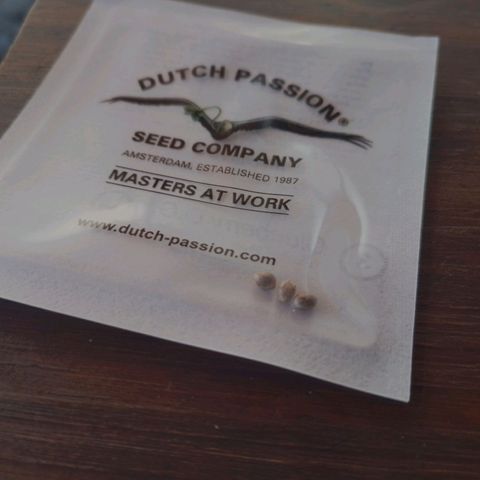 DUTCH PASSION®
SEED COMPANY
AMSTERDAM, ESTABLISHED 1987
MASTERS AT WORK
www.dutch-passion.com